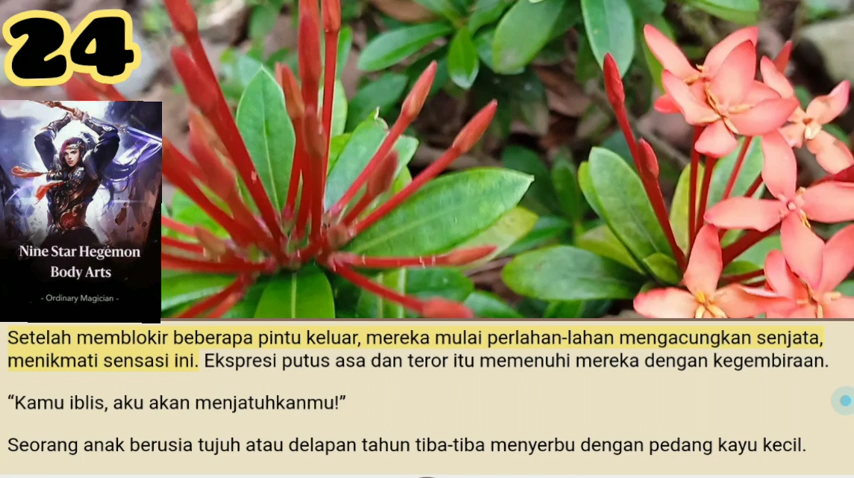 24
Nine Star Hegemon
Body Arts
- Ordinary Magician -
Setelah memblokir beberapa pintu keluar, mereka mulai perlahan-lahan mengacungkan senjata,
menikmati sensasi ini. Ekspresi putus asa dan teror itu memenuhi mereka dengan kegembiraan.
“Kamu iblis, aku akan menjatuhkanmu!”
Seorang anak berusia tujuh atau delapan tahun tiba-tiba menyerbu dengan pedang kayu kecil.